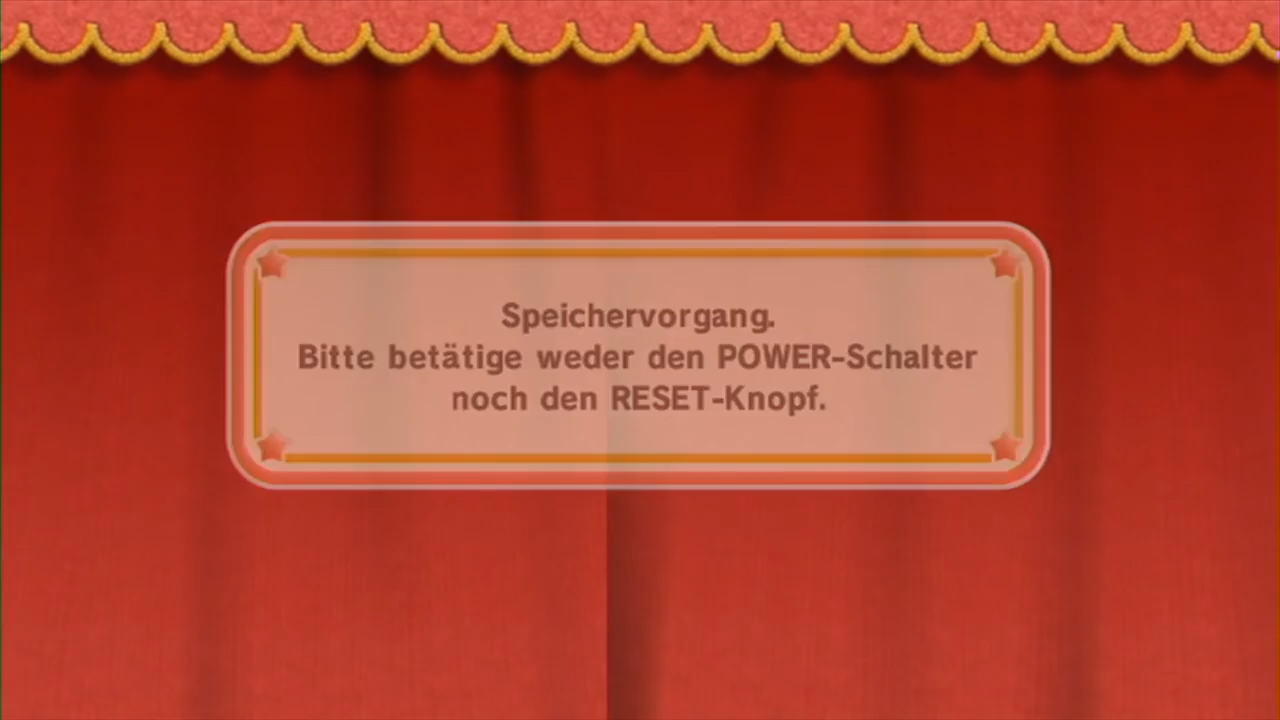 Speichervorgang.
Bitte betätige weder den POWER-Schalter
noch den RESET-Knopf.